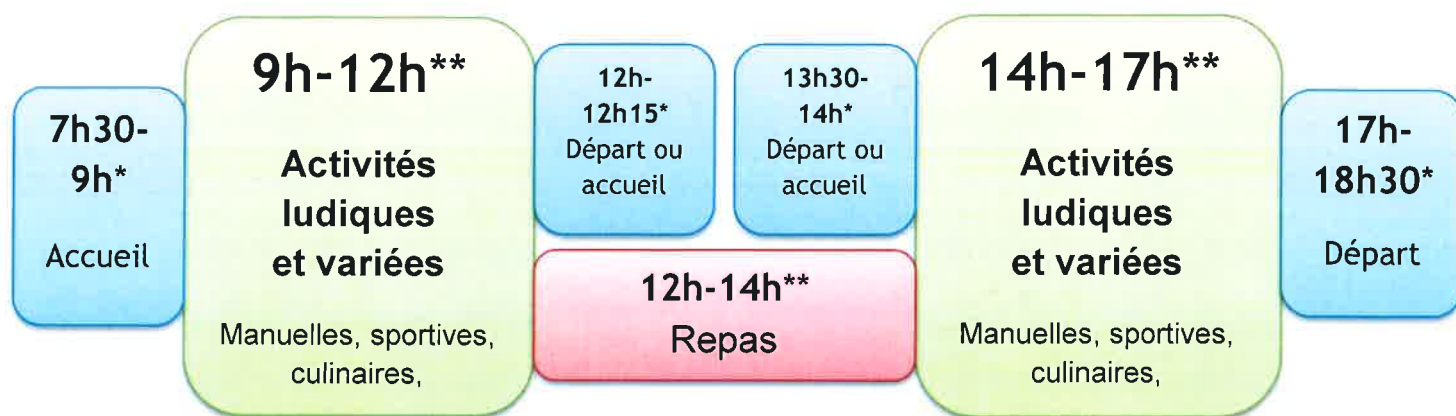 7h30-
9h*
Accueil
9h-12h**
Activités
ludiques
et variées
Manuelles, sportives,
culinaires,
12h-
12h15*
Départ ou
accueil
13h30-
14h*
Départ ou
accueil
12h-14h**
Repas
14h-17h**
Activités
ludiques
et variées
Manuelles, sportives,
culinaires,
17h-
18h30*
Départ